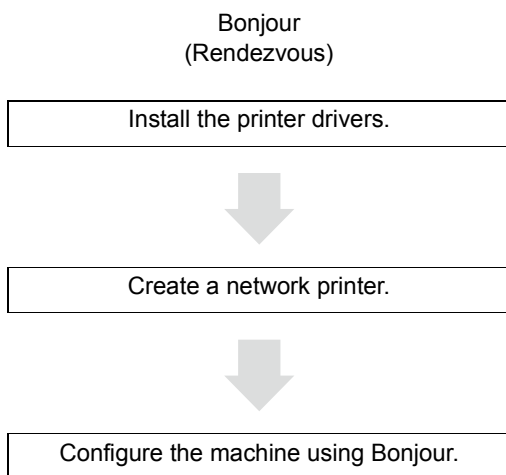 Bonjour
(Rendezvous)
Install the printer drivers.
Create a network printer.
Configure the machine using Bonjour.